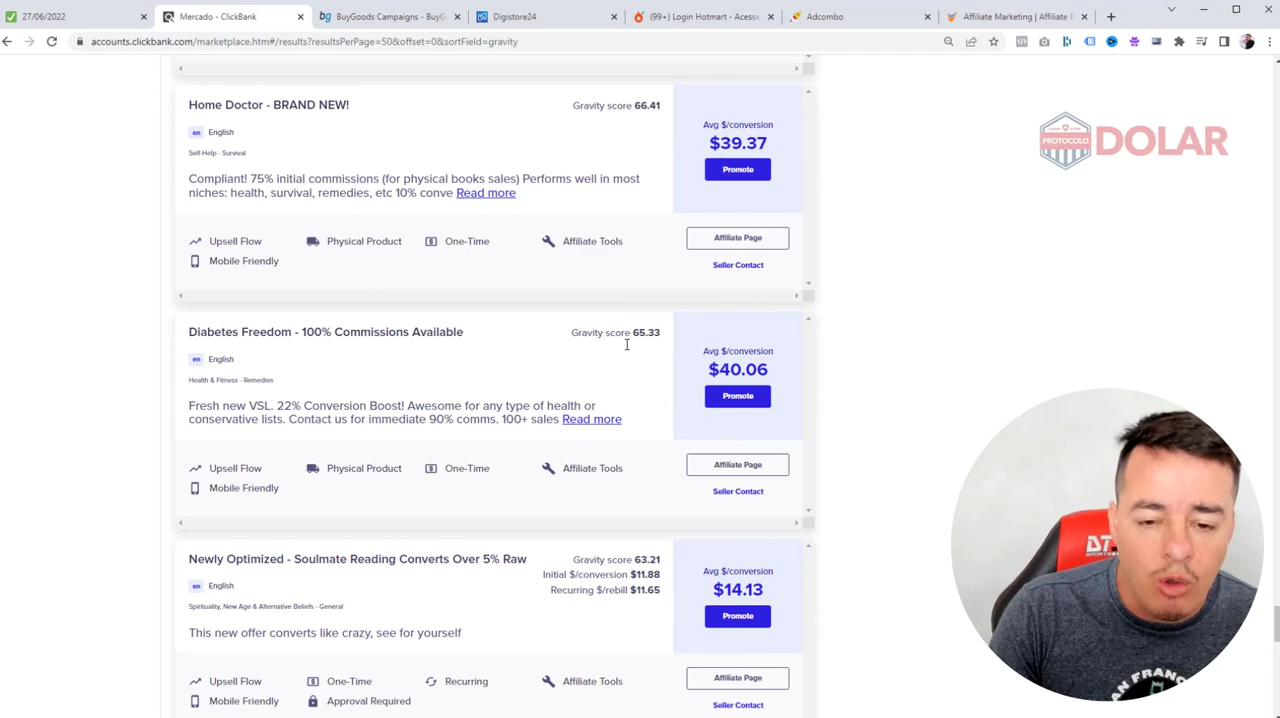 27/06/2022
Mercado - ClickBank
BuyGoods Campaigns - BuyG
Digistore24
(99+) Login Hotmart - Acesse
Adcombo
Affiliate Marketing | Affiliate P
accounts.clickbank.com/marketplace.htm#/results?resultsPerPage=50&offset=0&sortField=gravity
PROTOCOLO
DOLAR
Home Doctor - BRAND NEW!
Gravity score 66.41
en English
Self-Help - Survival
Compliant! 75% initial commissions (for physical books sales) Performs well in most
niches: health, survival, remedies, etc 10% conve Read more
Avg $/conversion
$39.37
Promote
Upsell Flow
Physical Product
One-Time
Affiliate Tools
Mobile Friendly
Affiliate Page
Seller Contact
Diabetes Freedom - 100% Commissions Available
Gravity score 65.33
en English
Health & Fitness - Remedies
Fresh new VSL. 22% Conversion Boost! Awesome for any type of health or
conservative lists. Contact us for immediate 90% comms. 100+ sales Read more
Avg $/conversion
$40.06
Promote
Upsell Flow
Physical Product
One-Time
Affiliate Tools
Mobile Friendly
Affiliate Page
Seller Contact
Newly Optimized - Soulmate Reading Converts Over 5% Raw
Gravity score 63.21
Initial $/conversion $11.88
Recurring $/rebill $11.65
en English
Spirituality, New Age & Alternative Beliefs - General
This new offer converts like crazy, see for yourself
Avg $/conversion
$14.13
Promote
Upsell Flow
One-Time
Recurring
Affiliate Tools
Mobile Friendly
Approval Required
Affiliate Page
Seller Contact
DT
AN FRANC